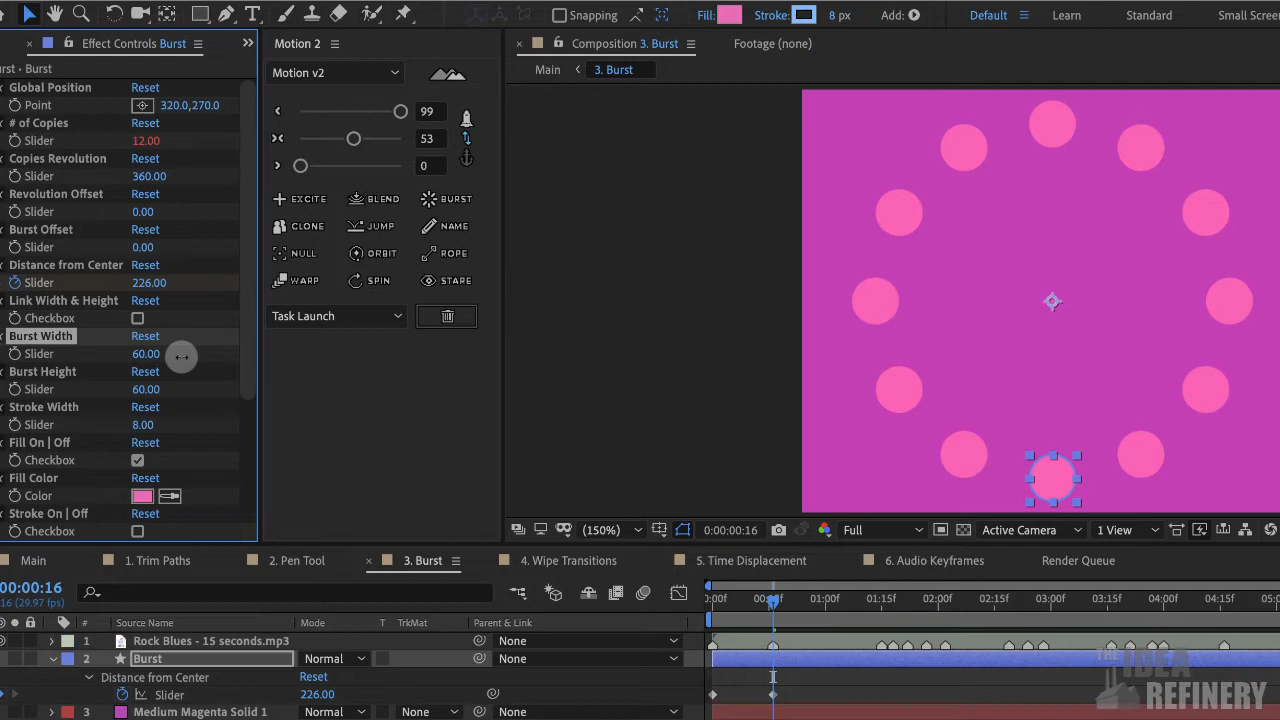 Snapping
Fill:
Stroke:
8 px
Add:
Default
Learn
Standard
Small Screen
Effect Controls Burst
Motion 2
Composition 3. Burst
Footage (none)
Burst
Main
3. Burst
Motion v2
Global Position Reset
Point 320.0,270.0
# of Copies Reset
Slider 12.00
Copies Revolution Reset
Slider 360.00
Revolution Offset Reset
Slider 0.00
Burst Offset Reset
Slider 0.00
Distance from Center Reset
Slider 226.00
Link Width & Height Reset
Checkbox
Burst Width Reset
Slider 60.00
Burst Height Reset
Slider 60.00
Stroke Width Reset
Slider 8.00
Fill On | Off Reset
Checkbox
Fill Color Reset
Color
Stroke On | Off Reset
Checkbox
99
53
0
EXCITE BLEND BURST
CLONE JUMP NAME
NULL ORBIT ROPE
WARP SPIN STARE
Task Launch
(150%)
0:00:00:16
Full
Active Camera
1 View
Main
1. Trim Paths
2. Pen Tool
3. Burst
4. Wipe Transitions
5. Time Displacement
6. Audio Keyframes
Render Queue
00:00:16
16 (29.97 fps)
01:00f 01:15f 02:00f 02:15f 03:00f 03:15f 04:00f 04:15f
# Source Name Mode T TrkMat Parent & Link
1 Rock Blues - 15 seconds.mp3 None
2 Burst Normal None
Distance from Center Reset
Slider 226.00
3 Medium Magenta Solid 1 Normal None None
THE
IDEA
REFINERY